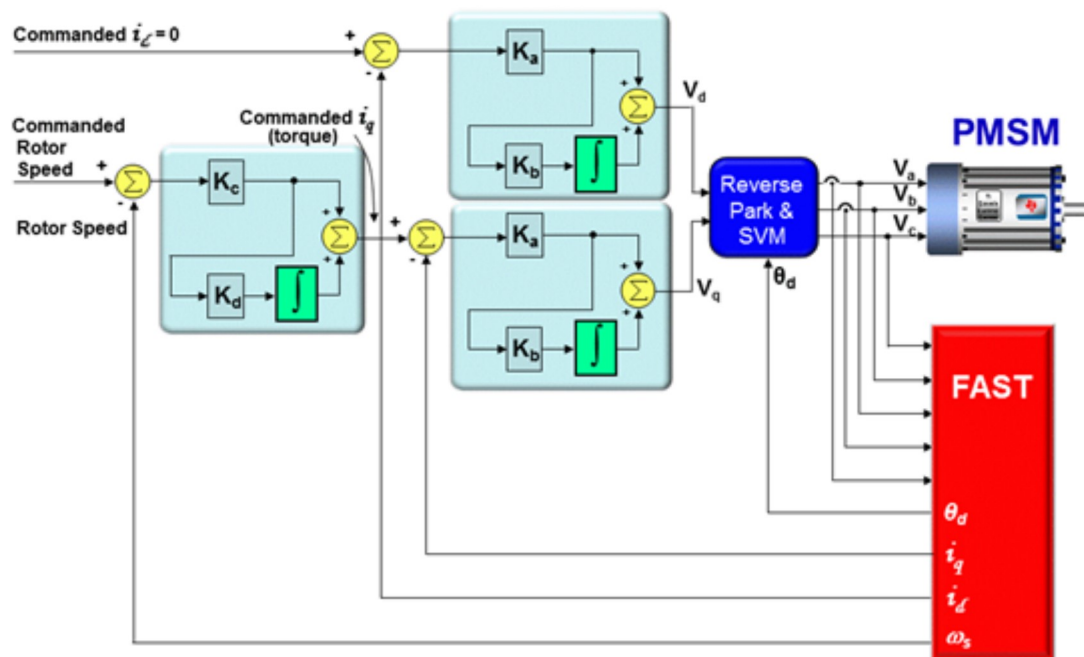 Commanded i_d = 0
+
Σ
-
K_a
+
Σ
+
V_d
K_b
∫
Commanded i_q
(torque)
Commanded
Rotor
Speed
+
Σ
-
Rotor Speed
K_c
+
Σ
+
K_d
∫
+
Σ
-
K_a
+
Σ
+
V_q
K_b
∫
Reverse
Park &
SVM
θ_d
PMSM
V_a
V_b
V_c
FAST
θ_d
i_q
i_d
ω_s